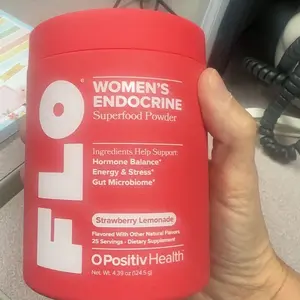 FLO
WOMEN'S
ENDOCRINE
Superfood Powder
Ingredients Help Support:
Hormone Balance*
Energy & Stress*
Gut Microbiome*
Strawberry Lemonade
Flavored With Other Natural Flavors
25 Servings - Dietary Supplement
O Positiv Health
Net. Wt. 4.39 oz (124.5 g)